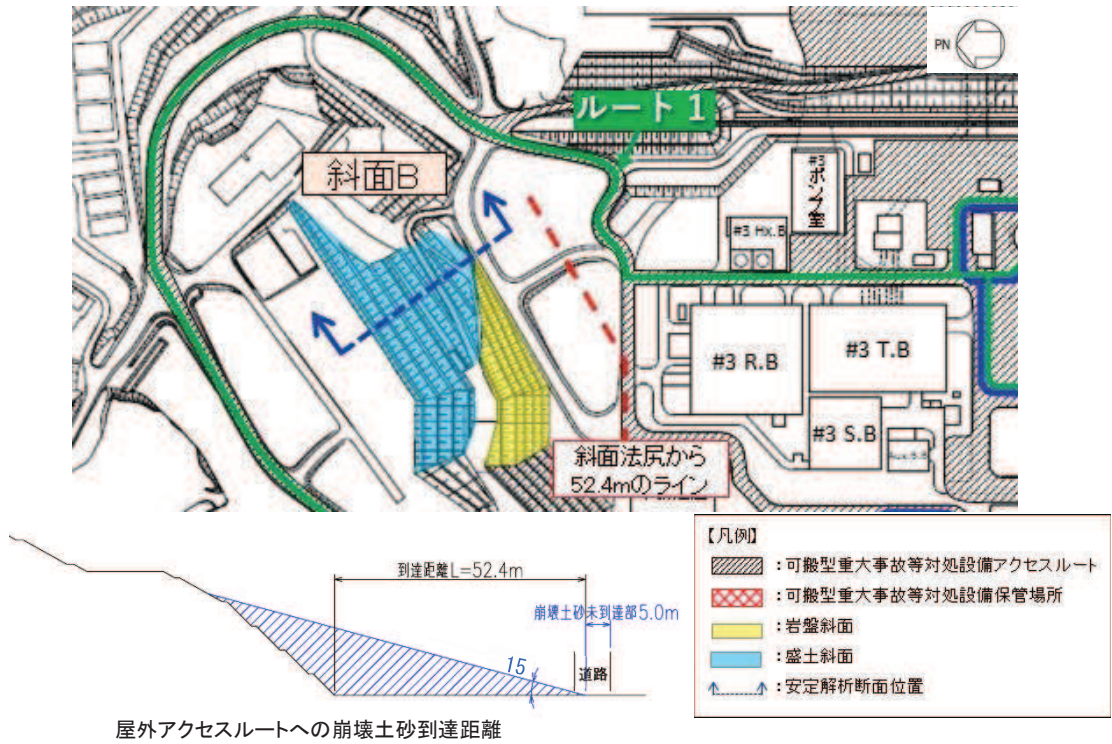 PN
ルート1
斜面B
#3
ポンプ室
#3 Hx.B
#3 R.B
#3 T.B
#3 S.B
斜面法尻から
52.4mのライン
到達距離L=52.4m
崩壊土砂未到達部5.0m
15
道路
【凡例】
:可搬型重大事故等対処設備アクセスルート
:可搬型重大事故等対処設備保管場所
:岩盤斜面
:盛土斜面
:安定解析断面位置
屋外アクセスルートへの崩壊土砂到達距離